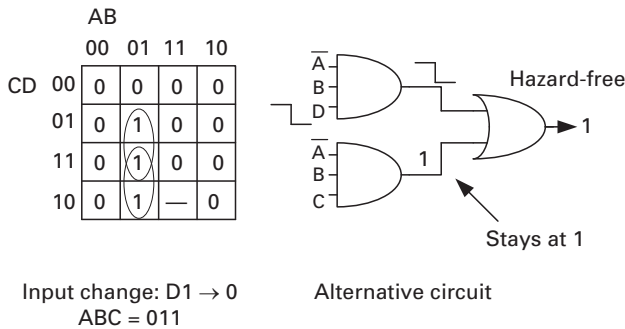 AB
00 01 11 10
CD 00 0 0 0 0
01 0 1 0 0
11 0 1 0 0
10 0 1 — 0
A̅
B
D
A̅
B
C
1
Hazard-free
1
Stays at 1
Input change: D1 → 0
ABC = 011
Alternative circuit